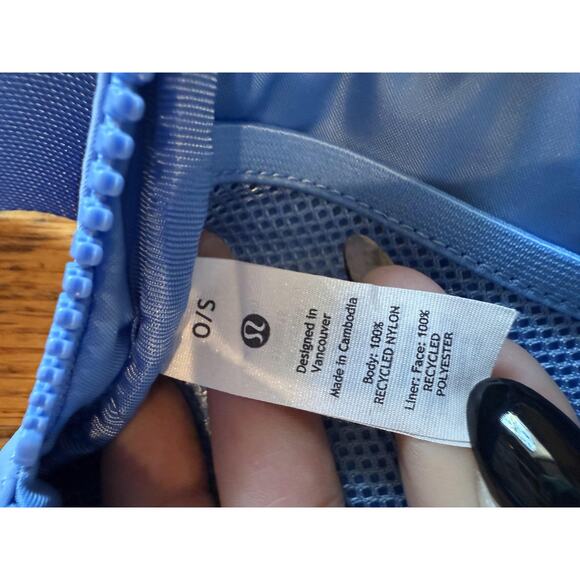 O/S
Designed in
Vancouver
Made in Cambodia
Body: 100%
RECYCLED NYLON
Liner: Face: 100%
RECYCLED
POLYESTER